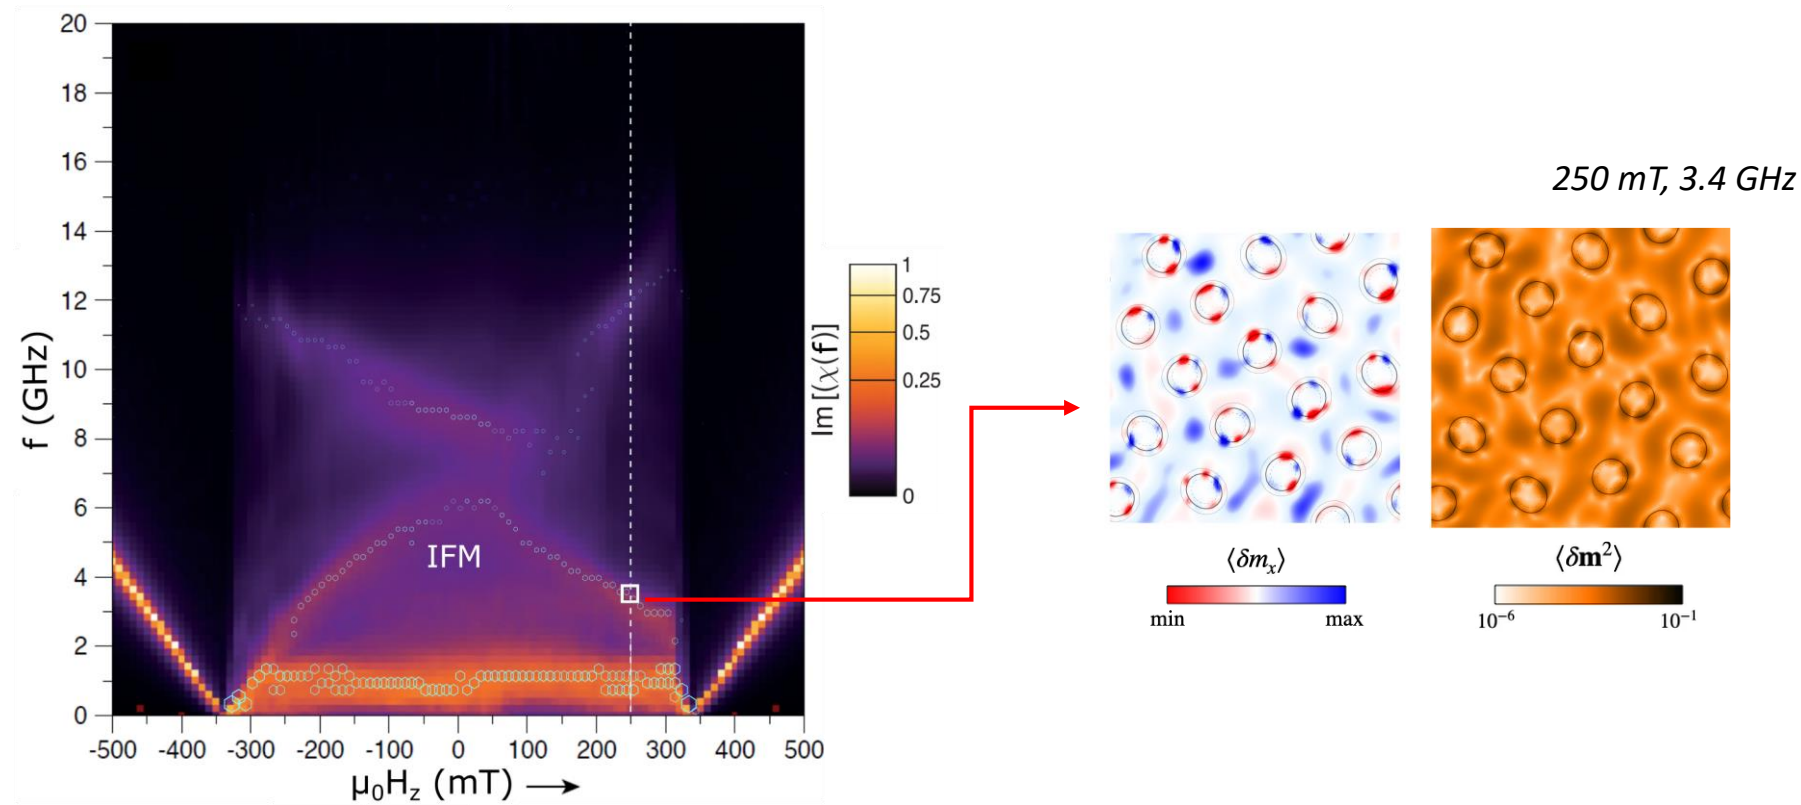 20
18
16
14
12
10
8
6
4
2
0
f (GHz)
-500 -400 -300 -200 -100 0 100 200 300 400 500
μ₀H_z (mT) →
IFM
1
0.75
0.5
0.25
0
Im [(χ(f)]
250 mT, 3.4 GHz
⟨δm_x⟩
min max
⟨δm²⟩
10⁻⁶ 10⁻¹